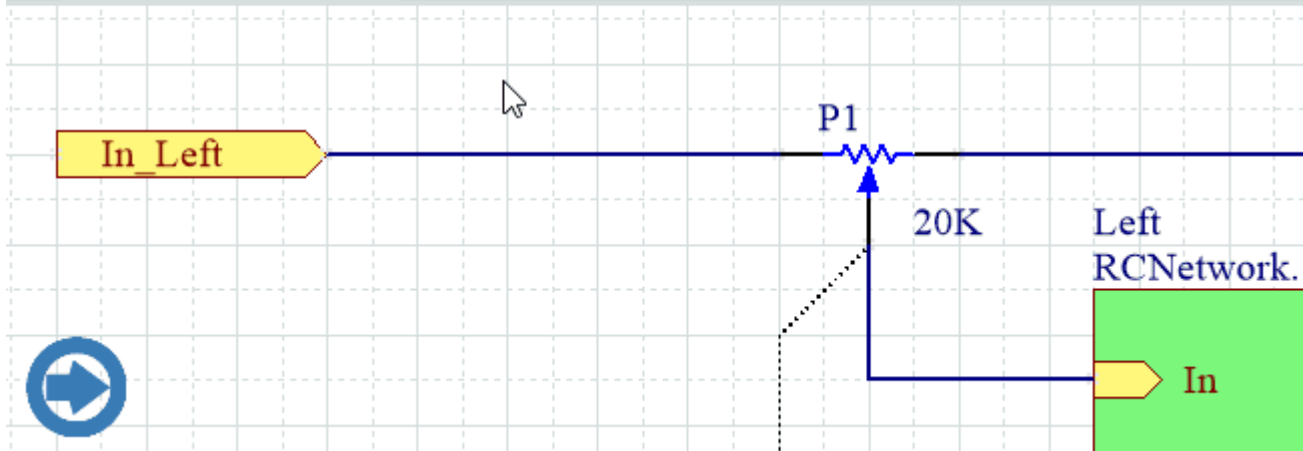 P1
In_Left
20K
Left
RCNetwork.
In